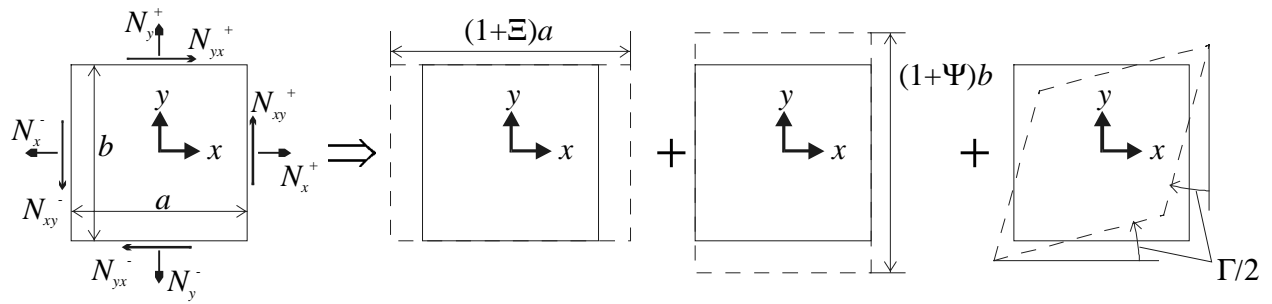 N_y^+
N_yx^+
N_xy^+
N_x^-
N_x^+
N_xy^-
N_yx^-
N_y^-
y
x
b
a
⇒
(1+Ξ)a
y
x
+
(1+Ψ)b
y
x
+
y
x
Γ/2